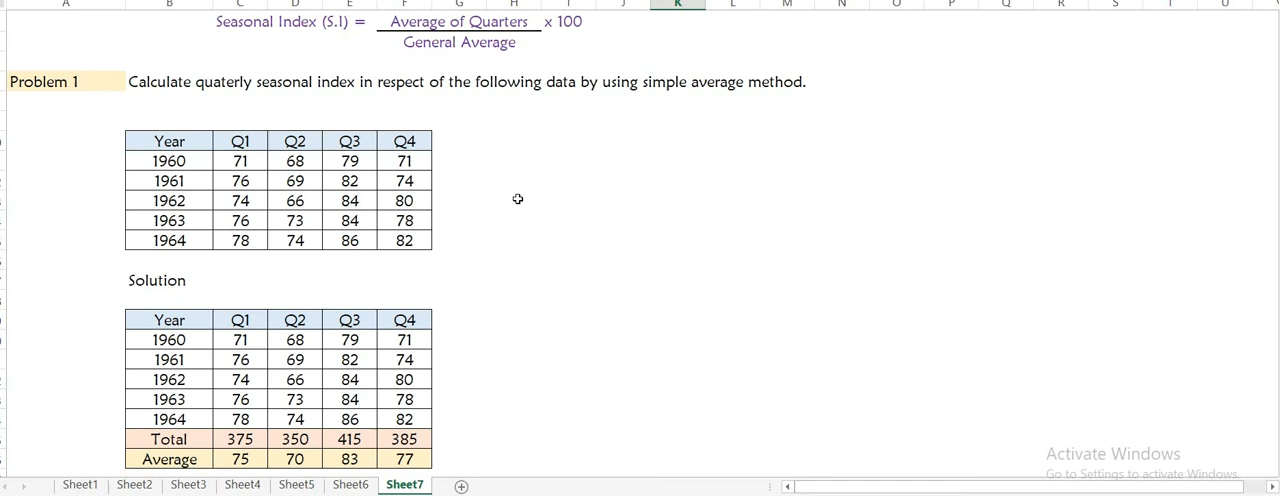 A B C D E F G H I J K L M N O P Q R S T U
Seasonal Index (S.I) = Average of Quarters x 100
General Average
Problem 1 Calculate quaterly seasonal index in respect of the following data by using simple average method.
Year Q1 Q2 Q3 Q4
1960 71 68 79 71
1961 76 69 82 74
1962 74 66 84 80
1963 76 73 84 78
1964 78 74 86 82
Solution
Year Q1 Q2 Q3 Q4
1960 71 68 79 71
1961 76 69 82 74
1962 74 66 84 80
1963 76 73 84 78
1964 78 74 86 82
Total 375 350 415 385
Average 75 70 83 77
Activate Windows
Go to Settings to activate Windows.
Sheet1 Sheet2 Sheet3 Sheet4 Sheet5 Sheet6 Sheet7